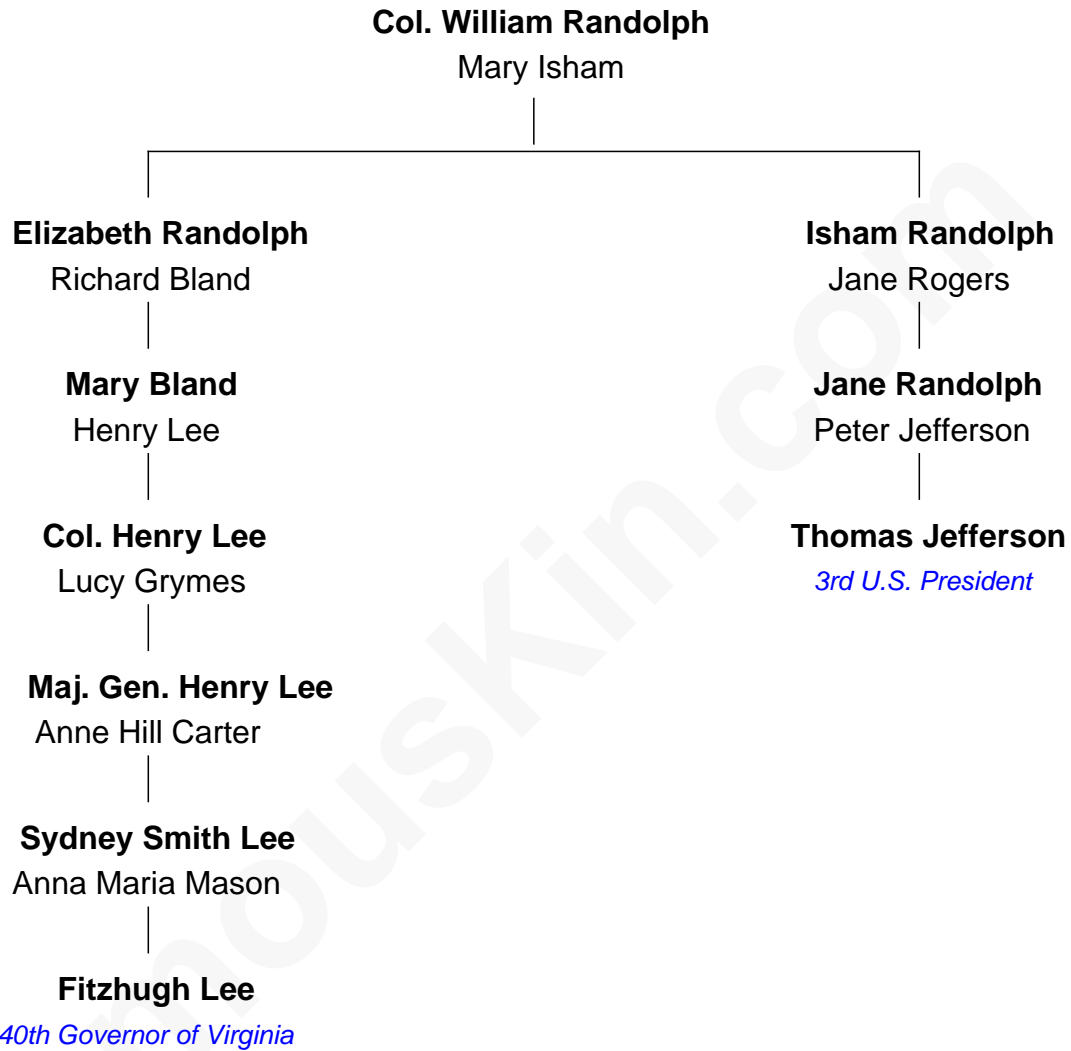 Col. William Randolph
Mary Isham
Elizabeth Randolph
Richard Bland
Isham Randolph
Jane Rogers
Mary Bland
Henry Lee
Jane Randolph
Peter Jefferson
Col. Henry Lee
Lucy Grymes
Thomas Jefferson
3rd U.S. President
Maj. Gen. Henry Lee
Anne Hill Carter
Sydney Smith Lee
Anna Maria Mason
Fitzhugh Lee
40th Governor of Virginia
mousKin.com